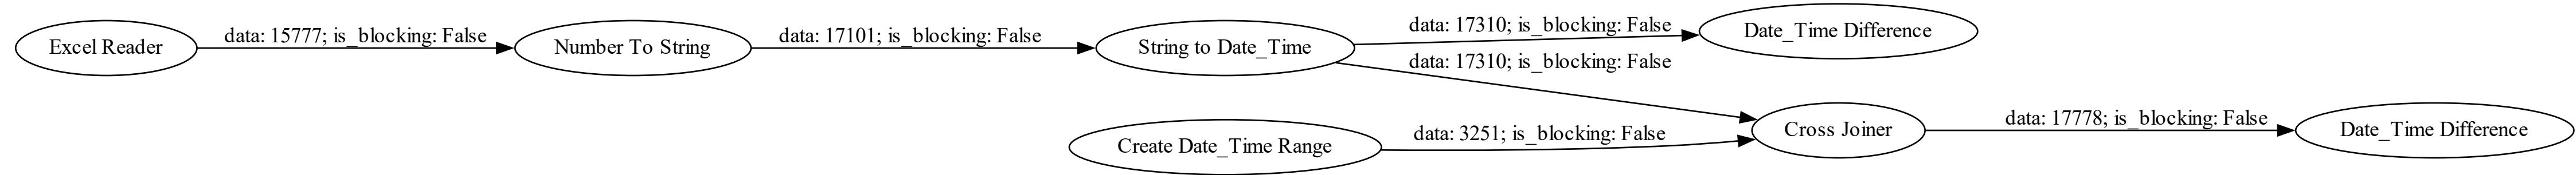 Excel Reader
data: 15777; is_blocking: False
Number To String
data: 17101; is_blocking: False
String to Date_Time
data: 17310; is_blocking: False
Date_Time Difference
data: 17310; is_blocking: False
Create Date_Time Range
data: 3251; is_blocking: False
Cross Joiner
data: 17778; is_blocking: False
Date_Time Difference